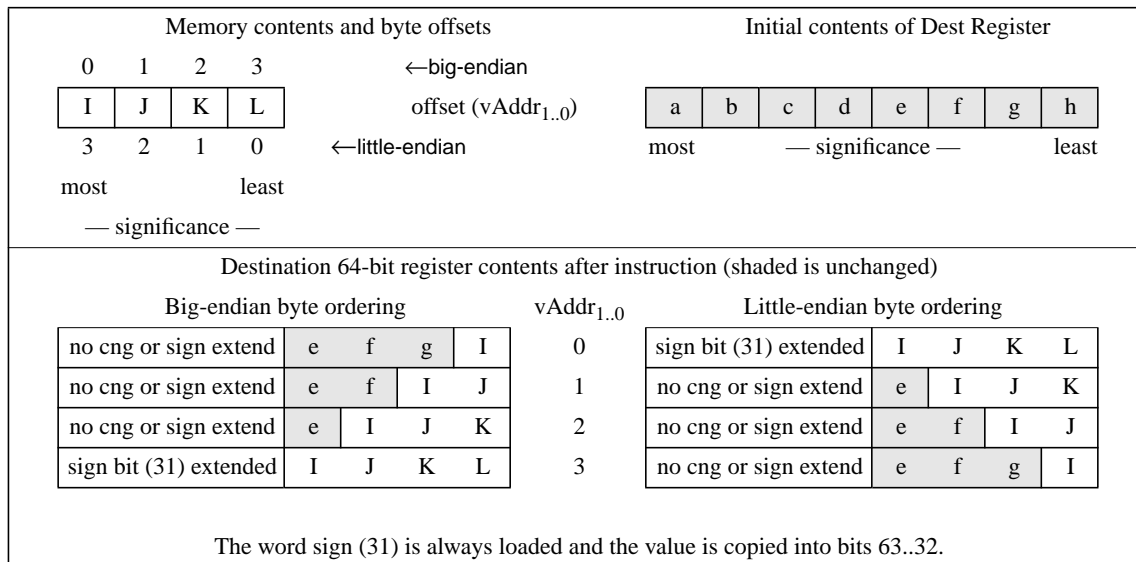 Memory contents and byte offsets
Initial contents of Dest Register
0 1 2 3 ←big-endian
I J K L offset (vAddr1..0)
a b c d e f g h
3 2 1 0 ←little-endian
most — significance — least
most least
— significance —
Destination 64-bit register contents after instruction (shaded is unchanged)
Big-endian byte ordering vAddr1..0 Little-endian byte ordering
no cng or sign extend e f g I 0 sign bit (31) extended I J K L
no cng or sign extend e f I J 1 no cng or sign extend e I J K
no cng or sign extend e I J K 2 no cng or sign extend e f I J
sign bit (31) extended I J K L 3 no cng or sign extend e f g I
The word sign (31) is always loaded and the value is copied into bits 63..32.